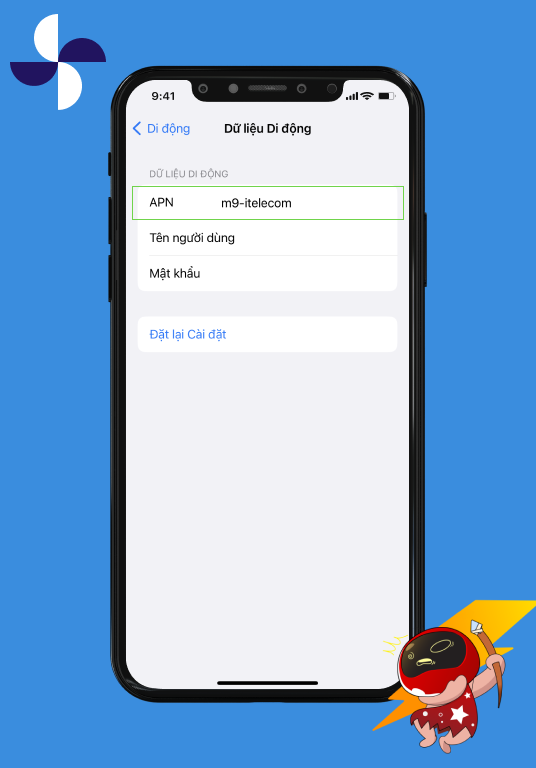 9:41
Di động Dữ liệu Di động
DỮ LIỆU DI ĐỘNG
APN m9-itelecom
Tên người dùng
Mật khẩu
Đặt lại Cài đặt